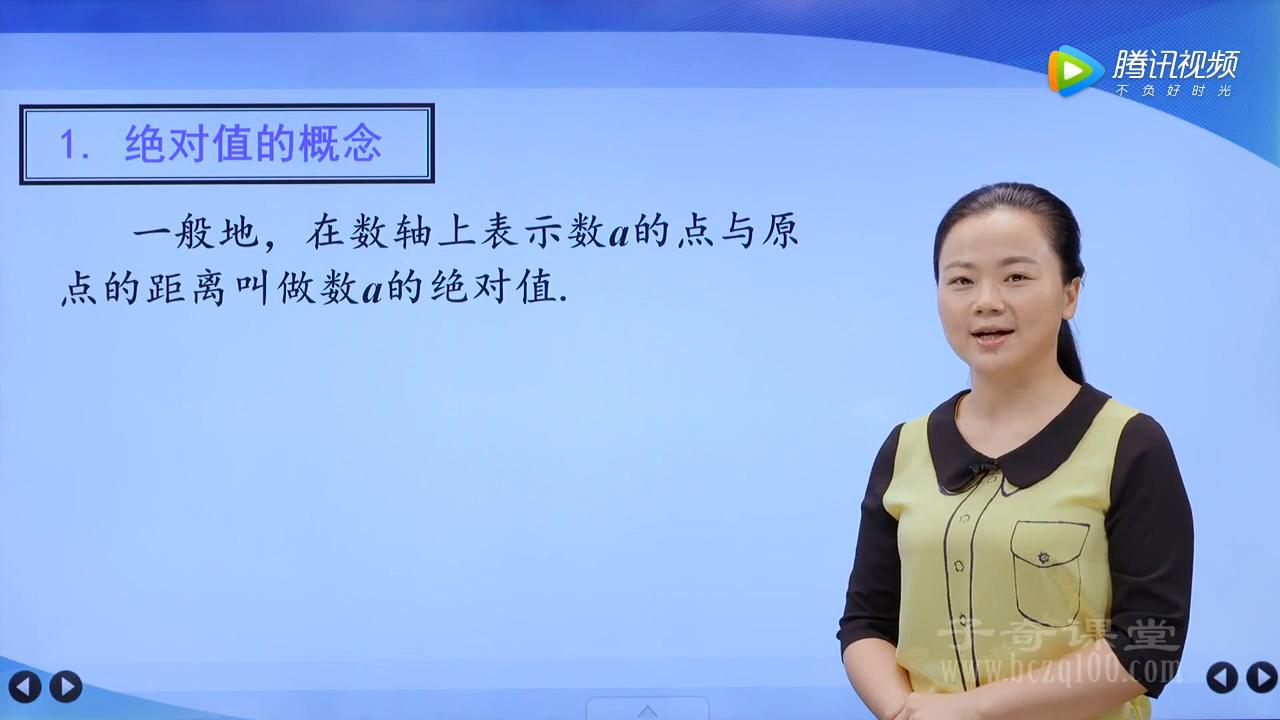 腾讯视频
不负好时光
1. 绝对值的概念
一般地，在数轴上表示数a的点与原
点的距离叫做数a的绝对值.
子奇课堂
www.bczq100.com